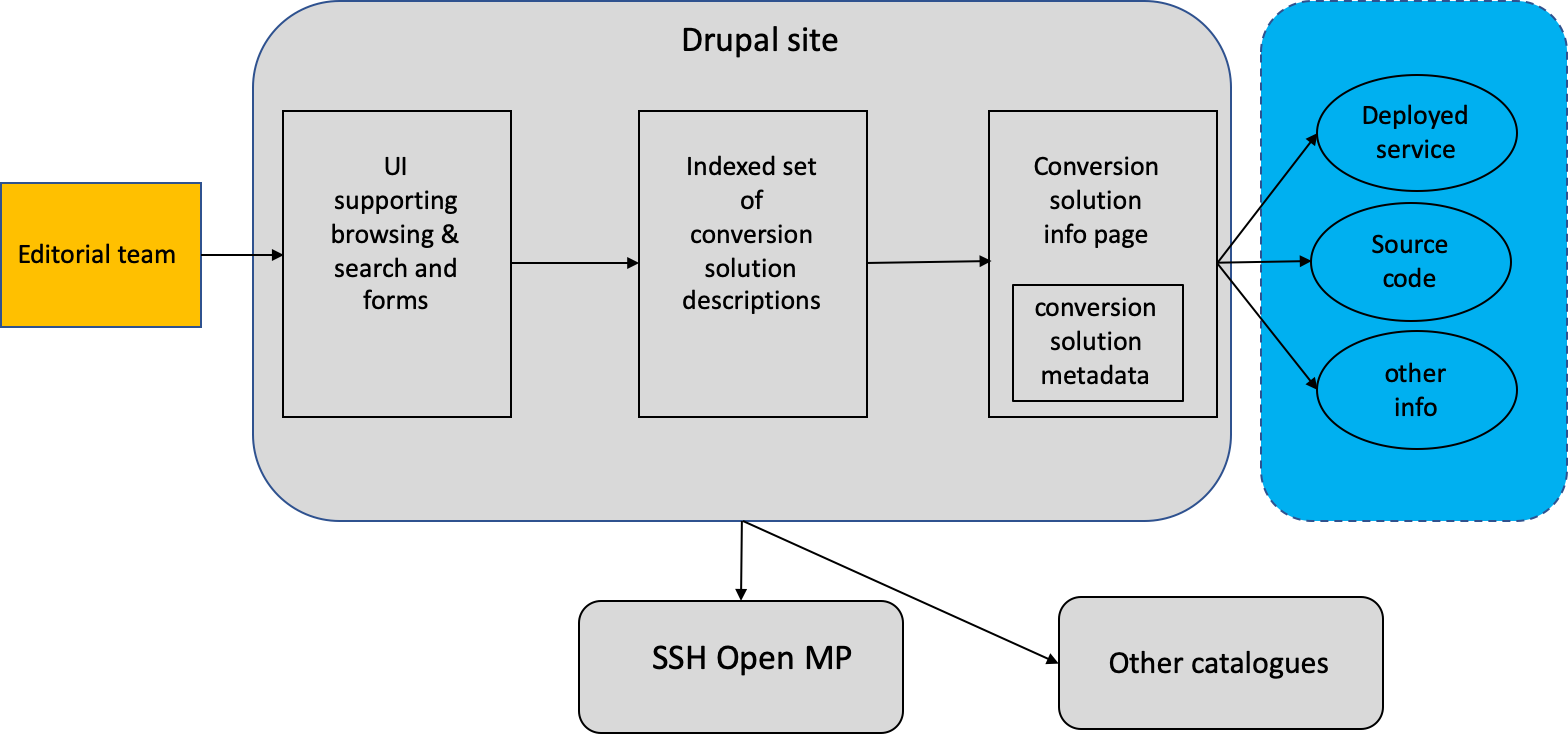 Drupal site
Editorial team
UI
supporting
browsing &
search and
forms
Indexed set
of
conversion
solution
descriptions
Conversion
solution
info page
conversion
solution
metadata
Deployed
service
Source
code
other
info
SSH Open MP
Other catalogues